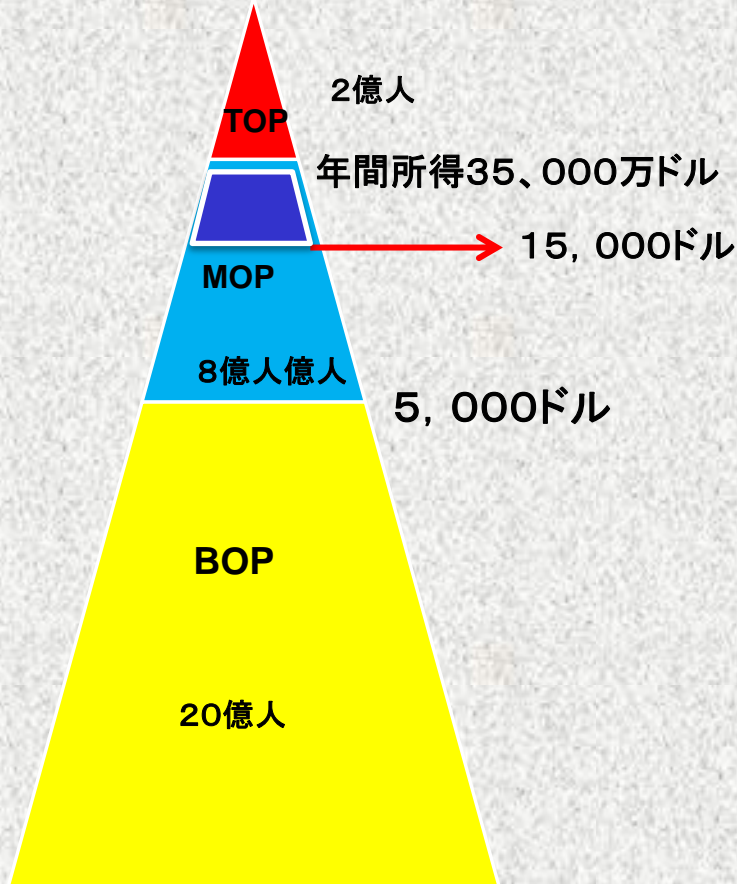 2億人
TOP
年間所得35、000万ドル
15,000ドル
MOP
8億人億人
5,000ドル
BOP
20億人